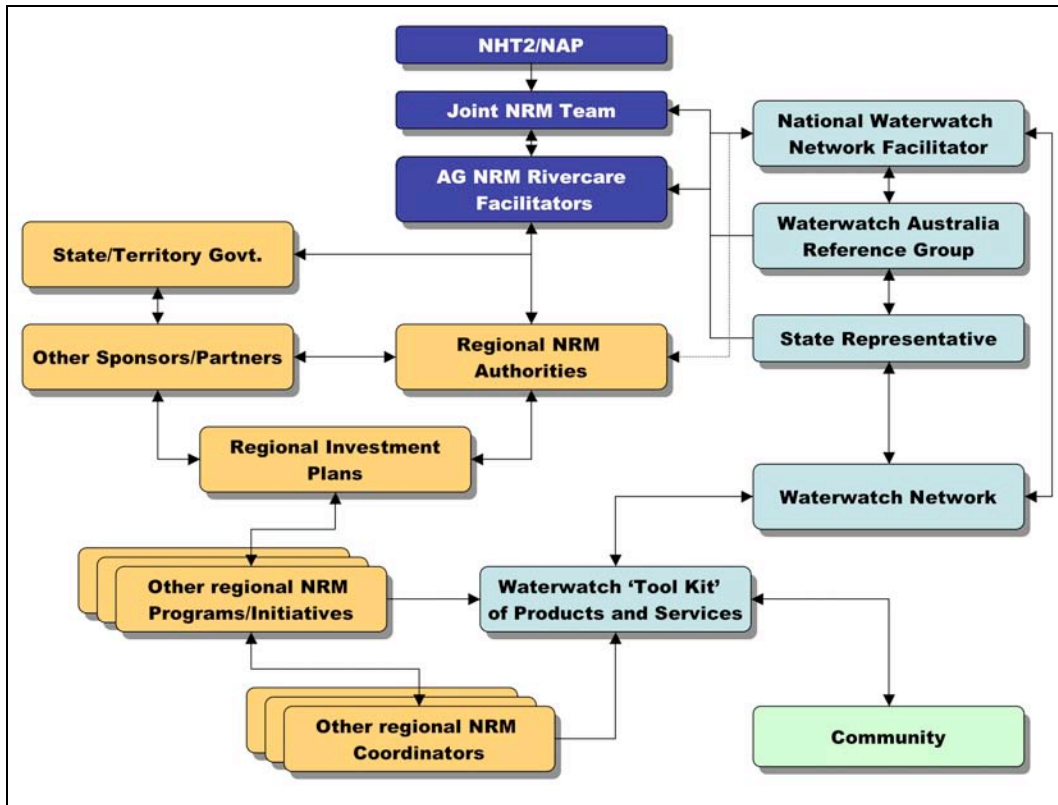 NHT2/NAP
Joint NRM Team
AG NRM Rivercare
Facilitators
National Waterwatch
Network Facilitator
Waterwatch Australia
Reference Group
State Representative
State/Territory Govt.
Other Sponsors/Partners
Regional NRM
Authorities
Regional Investment
Plans
Waterwatch Network
Other regional NRM
Programs/Initiatives
Waterwatch ‘Tool Kit’
of Products and Services
Other regional NRM
Coordinators
Community